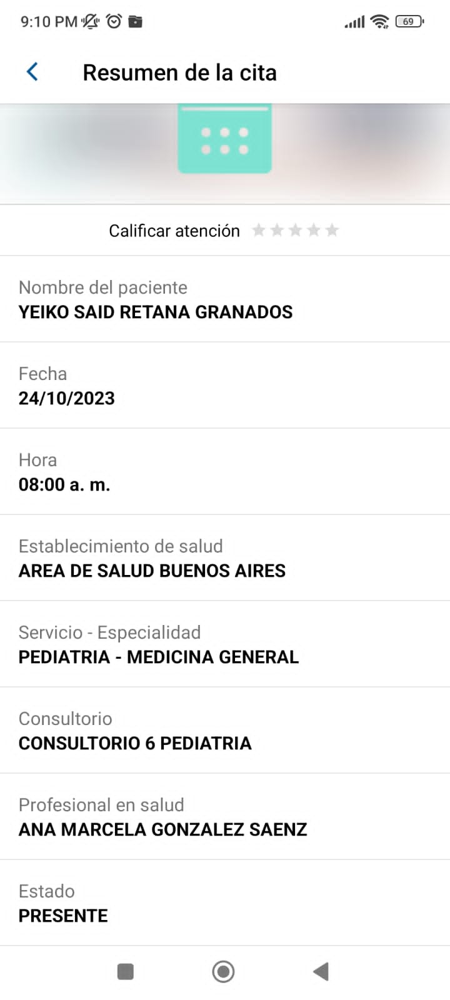 9:10 PM
69
Resumen de la cita
Calificar atención
Nombre del paciente
YEIKO SAID RETANA GRANADOS
Fecha
24/10/2023
Hora
08:00 a. m.
Establecimiento de salud
AREA DE SALUD BUENOS AIRES
Servicio - Especialidad
PEDIATRIA - MEDICINA GENERAL
Consultorio
CONSULTORIO 6 PEDIATRIA
Profesional en salud
ANA MARCELA GONZALEZ SAENZ
Estado
PRESENTE